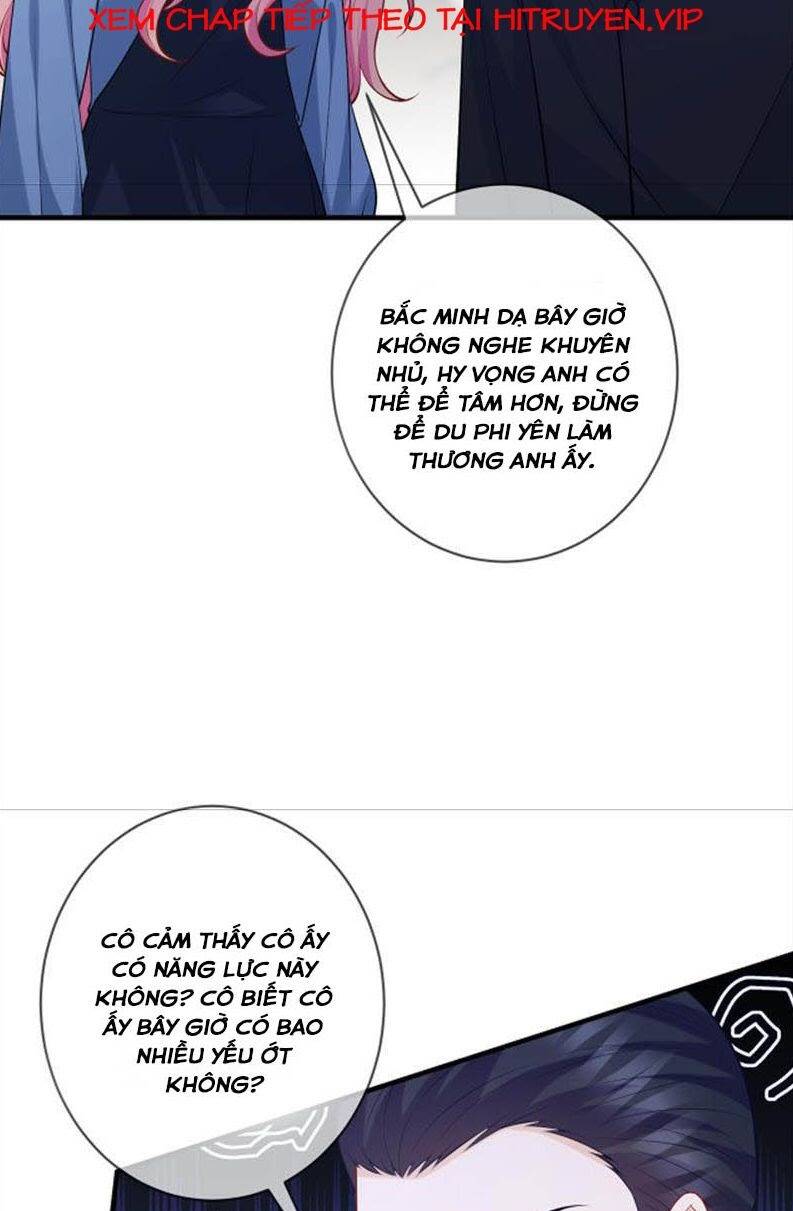 XEM CHAP TIẾP THEO TẠI HITRUYEN.VIP
BẮC MINH DẠ BÂY GIỜ
KHÔNG NGHE KHUYÊN
NHỦ, HY VỌNG ANH CÓ
THỂ ĐỂ TÂM HƠN, ĐỪNG
ĐỂ DU PHI YÊN LÀM
THƯƠNG ANH ẤY.
CÔ CẢM THẤY CÔ ẤY
CÓ NĂNG LỰC NÀY
KHÔNG? CÔ BIẾT CÔ
ẤY BÂY GIỜ CÓ BAO
NHIỀU YẾU ỚT
KHÔNG?